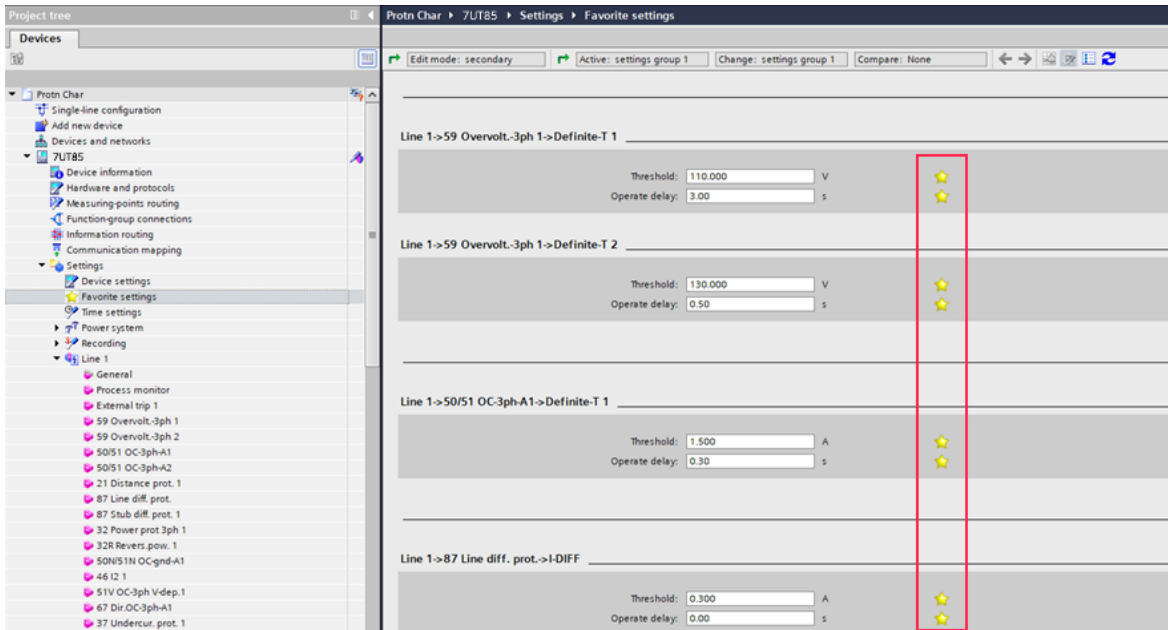 Project tree
Devices
Protn Char
Single-line configuration
Add new device
Devices and networks
7UT85
Device information
Hardware and protocols
Measuring-points routing
Function-group connections
Information routing
Communication mapping
Settings
Device settings
Favorite settings
Time settings
Power system
Recording
Line 1
General
Process monitor
External trip 1
59 Overvolt.-3ph 1
59 Overvolt.-3ph 2
50/51 OC-3ph-A1
50/51 OC-3ph-A2
21 Distance prot. 1
87 Line diff. prot.
87 Stub diff. prot. 1
32 Power prot 3ph 1
32R Revers.pow. 1
50N/51N OC-gnd-A1
46 I2 1
51V OC-3ph V-dep.1
67 Dir.OC-3ph-A1
37 Undercur. prot. 1
Protn Char 7UT85 Settings Favorite settings
Edit mode: secondary Active: settings group 1 Change: settings group 1 Compare: None
Line 1->59 Overvolt.-3ph 1->Definite-T 1
Threshold: 110.000 V
Operate delay: 3.00 s
Line 1->59 Overvolt.-3ph 1->Definite-T 2
Threshold: 130.000 V
Operate delay: 0.50 s
Line 1->50/51 OC-3ph-A1->Definite-T 1
Threshold: 1.500 A
Operate delay: 0.30 s
Line 1->87 Line diff. prot.->I-DIFF
Threshold: 0.300 A
Operate delay: 0.00 s